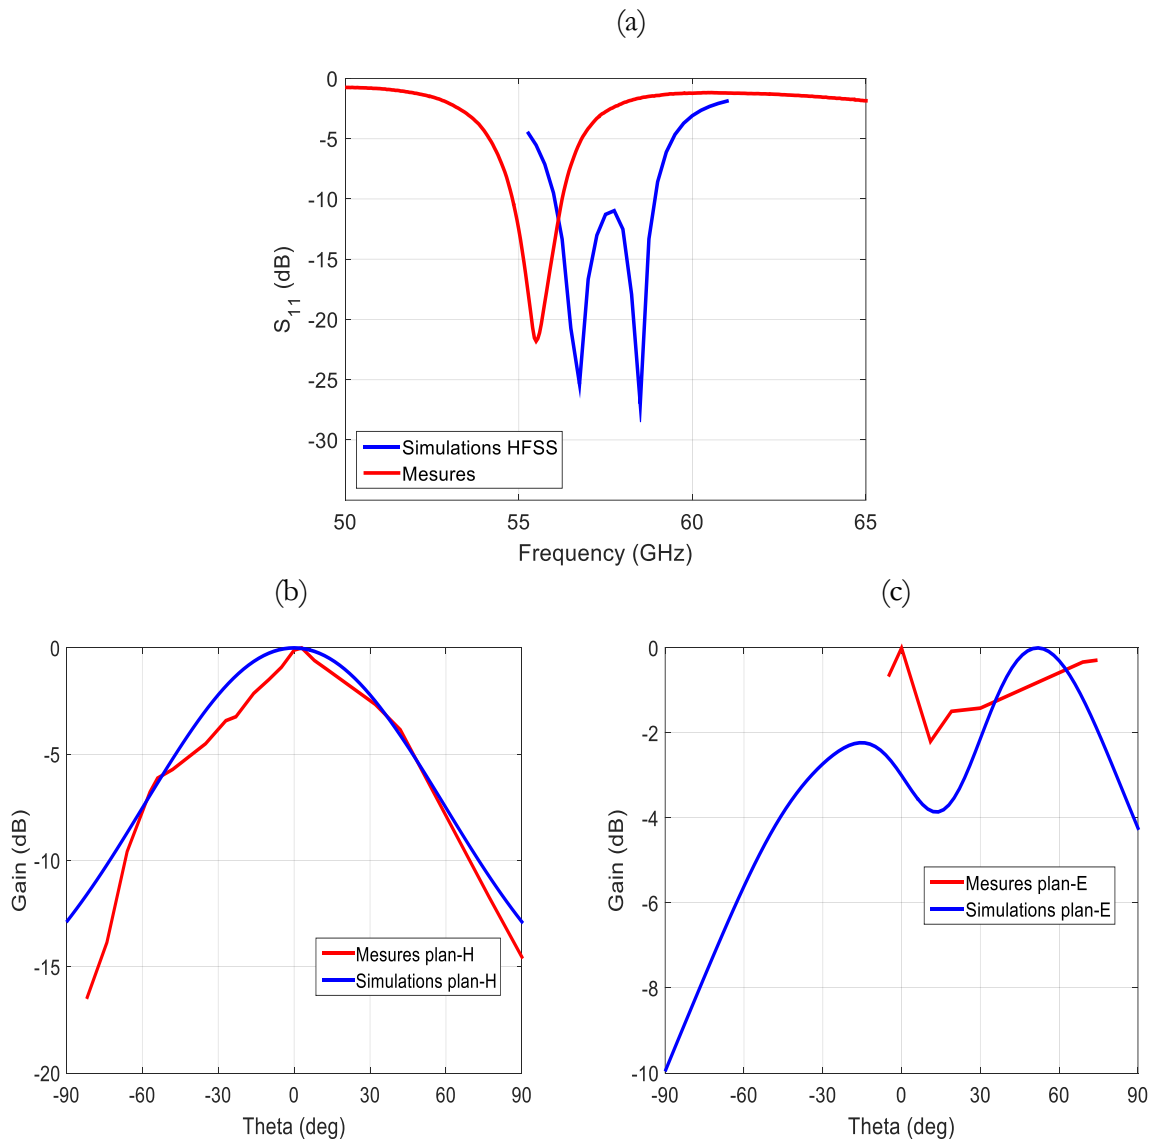 (a)
0
-5
-10
-15
-20
-25
-30
S11 (dB)
Simulations HFSS
Mesures
50 55 60 65
Frequency (GHz)
(b)
0
-5
-10
-15
-20
Gain (dB)
Mesures plan-H
Simulations plan-H
-90 -60 -30 0 30 60 90
Theta (deg)
(c)
0
-2
-4
-6
-8
-10
Gain (dB)
Mesures plan-E
Simulations plan-E
-90 -60 -30 0 30 60 90
Theta (deg)